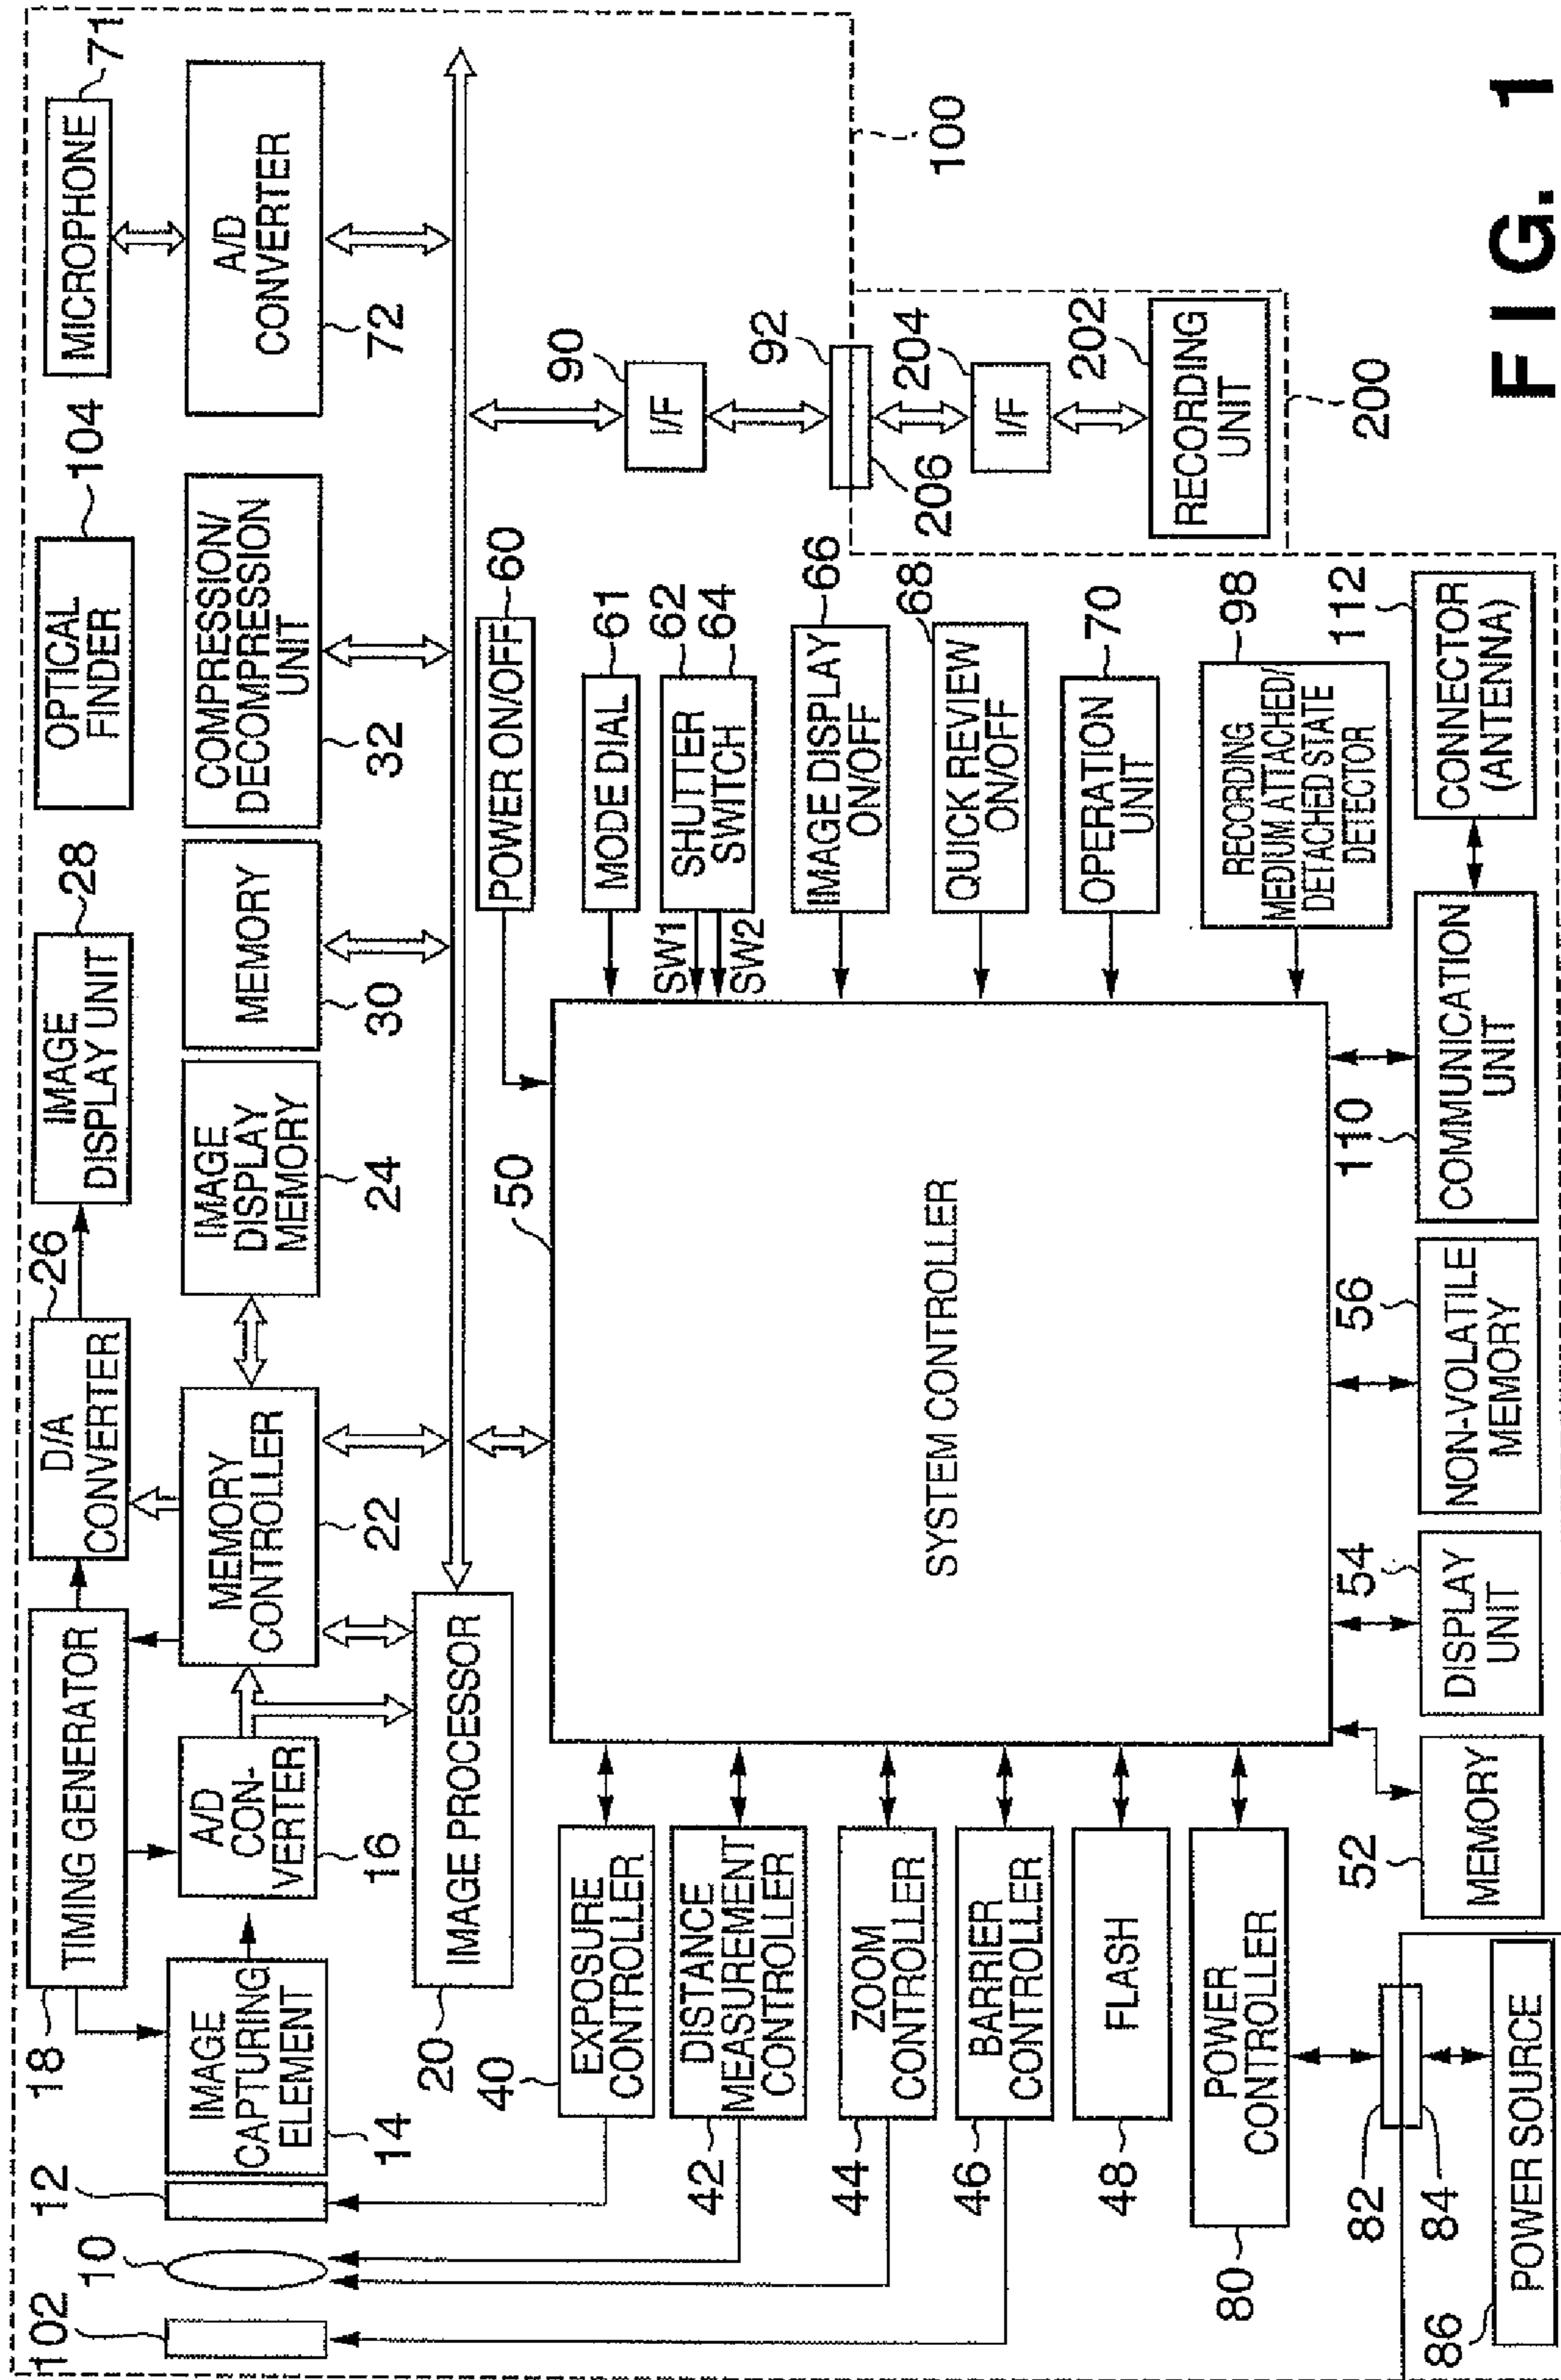 102
10
12
18
TIMING GENERATOR
26
D/A
CONVERTER
28
IMAGE
DISPLAY UNIT
104
OPTICAL
FINDER
71
MICROPHONE
IMAGE
CAPTURING
ELEMENT
14
A/D
CON-
VERTER
16
MEMORY
CONTROLLER
22
IMAGE
DISPLAY
MEMORY
24
MEMORY
30
COMPRESSION/
DECOMPRESSION
UNIT
32
A/D
CONVERTER
72
20
IMAGE PROCESSOR
40
EXPOSURE
CONTROLLER
42
DISTANCE
MEASUREMENT
CONTROLLER
44
ZOOM
CONTROLLER
46
BARRIER
CONTROLLER
48
FLASH
80
POWER
CONTROLLER
50
SYSTEM CONTROLLER
POWER ON/OFF
60
MODE DIAL
61
SW1
SW2
SHUTTER
SWITCH
62
64
IMAGE DISPLAY
ON/OFF
66
QUICK REVIEW
ON/OFF
68
OPERATION
UNIT
70
RECORDING
MEDIUM ATTACHED/
DETACHED STATE
DETECTOR
98
90
I/F
92
206
204
I/F
202
RECORDING
UNIT
200
100
82
84
86
POWER SOURCE
52
MEMORY
54
DISPLAY
UNIT
56
NON-VOLATILE
MEMORY
110
COMMUNICATION
UNIT
112
CONNECTOR
(ANTENNA)
FIG. 1